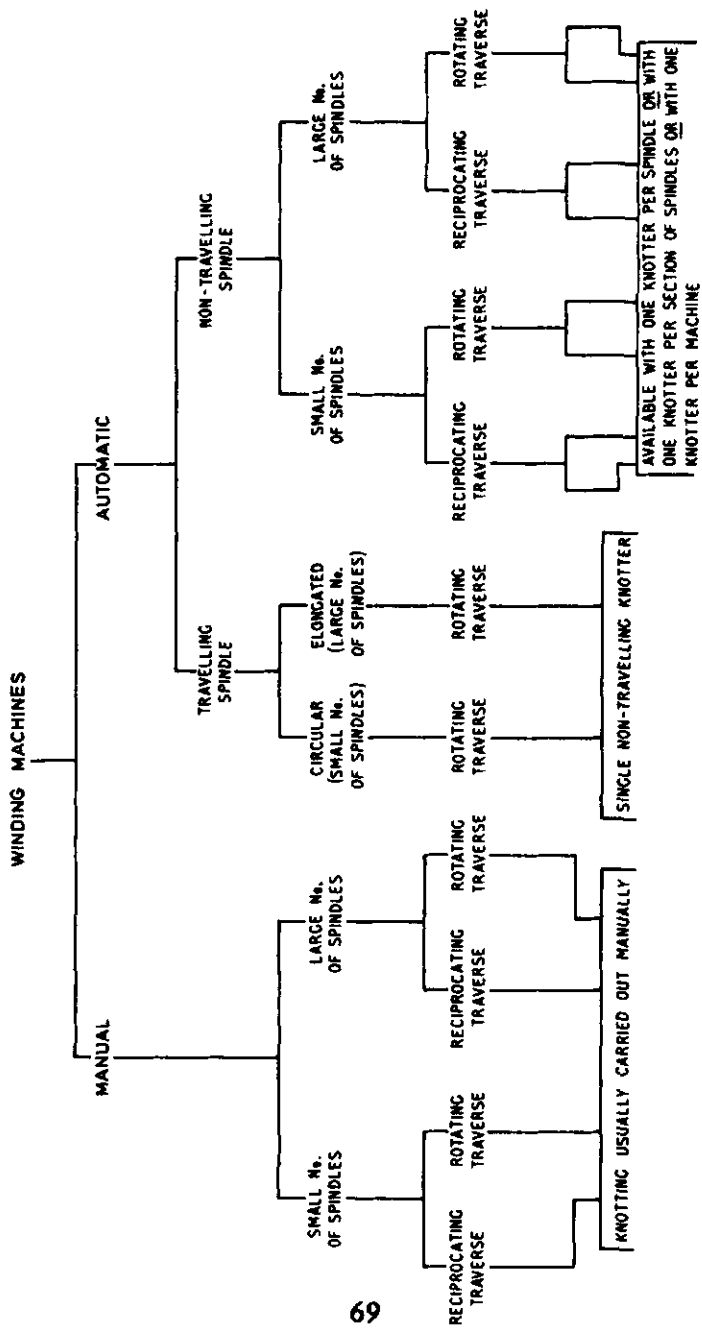 WINDING MACHINES
MANUAL
AUTOMATIC
TRAVELLING
SPINDLE
NON-TRAVELLING
SPINDLE
SMALL No.
OF SPINDLES
LARGE No.
OF SPINDLES
CIRCULAR
(SMALL No.
OF SPINDLES)
ELONGATED
(LARGE No.
OF SPINDLES)
SMALL No.
OF SPINDLES
LARGE No.
OF SPINDLES
RECIPROCATING
TRAVERSE
ROTATING
TRAVERSE
RECIPROCATING
TRAVERSE
ROTATING
TRAVERSE
ROTATING
TRAVERSE
ROTATING
TRAVERSE
RECIPROCATING
TRAVERSE
ROTATING
TRAVERSE
RECIPROCATING
TRAVERSE
ROTATING
TRAVERSE
KNOTTING USUALLY CARRIED OUT MANUALLY
SINGLE NON-TRAVELLING KNOTTER
AVAILABLE WITH ONE KNOTTER PER SPINDLE OR WITH
ONE KNOTTER PER SECTION OF SPINDLES OR WITH ONE
KNOTTER PER MACHINE
69